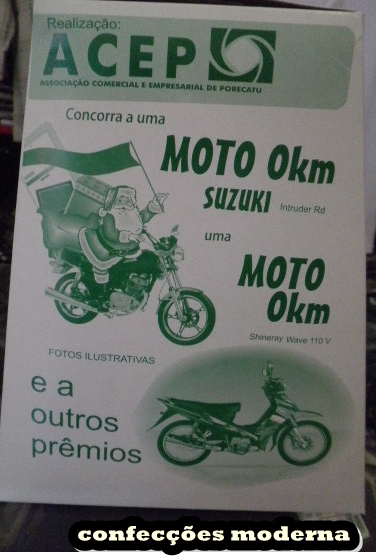 Realização:
ACEP
ASSOCIAÇÃO COMERCIAL E EMPRESARIAL DE PORECATU
Concorra a uma
MOTO 0km
SUZUKI Intruder Rd
uma
MOTO
0km
Shineray Wave 110 V
FOTOS ILUSTRATIVAS
e a
outros
prêmios
confecções moderna